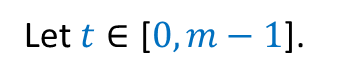 Let t ∈ [0, m − 1].